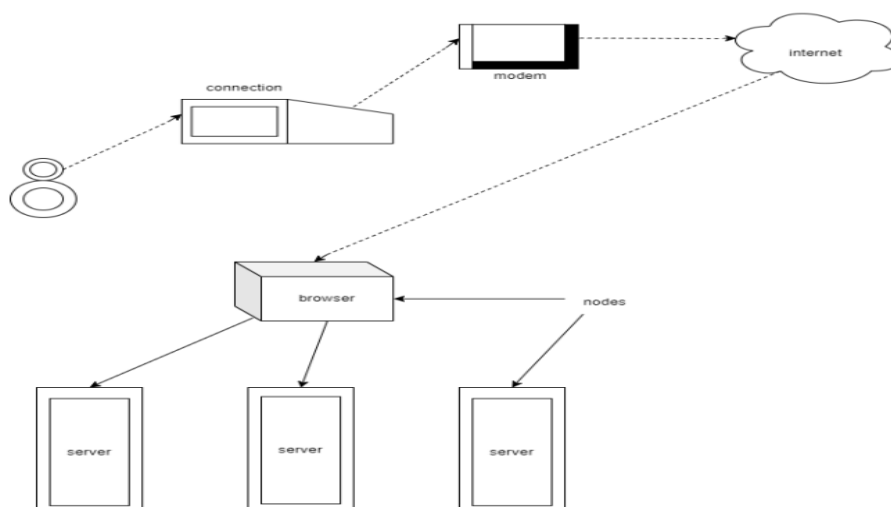 internet
modem
connection
browser
nodes
server
server
server